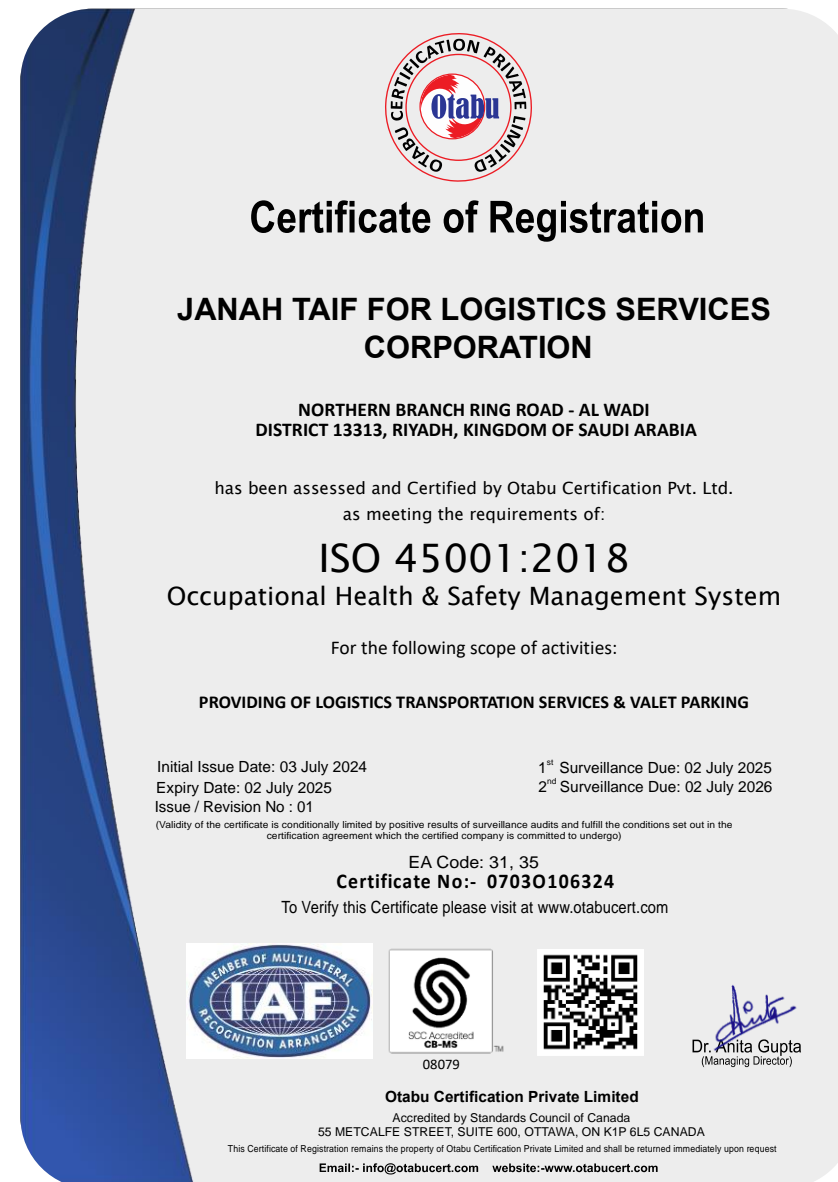 OTABU CERTIFICATION PRIVATE LIMITED
Otabu
Certificate of Registration
JANAH TAIF FOR LOGISTICS SERVICES
CORPORATION
NORTHERN BRANCH RING ROAD - AL WADI
DISTRICT 13313, RIYADH, KINGDOM OF SAUDI ARABIA
has been assessed and Certified by Otabu Certification Pvt. Ltd.
as meeting the requirements of:
ISO 45001:2018
Occupational Health & Safety Management System
For the following scope of activities:
PROVIDING OF LOGISTICS TRANSPORTATION SERVICES & VALET PARKING
Initial Issue Date: 03 July 2024
Expiry Date: 02 July 2025
Issue / Revision No : 01
1st Surveillance Due: 02 July 2025
2nd Surveillance Due: 02 July 2026
(Validity of the certificate is conditionally limited by positive results of surveillance audits and fulfill the conditions set out in the
certification agreement which the certified company is committed to undergo)
EA Code: 31, 35
Certificate No:- 0703O106324
To Verify this Certificate please visit at www.otabucert.com
MEMBER OF MULTILATERAL
IAF
RECOGNITION ARRANGEMENT
SCC Accredited
CB-MS
TM
08079
Dr. Anita Gupta
(Managing Director)
Otabu Certification Private Limited
Accredited by Standards Council of Canada
55 METCALFE STREET, SUITE 600, OTTAWA, ON K1P 6L5 CANADA
This Certificate of Registration remains the property of Otabu Certification Private Limited and shall be returned immediately upon request
Email:- info@otabucert.com website:-www.otabucert.com